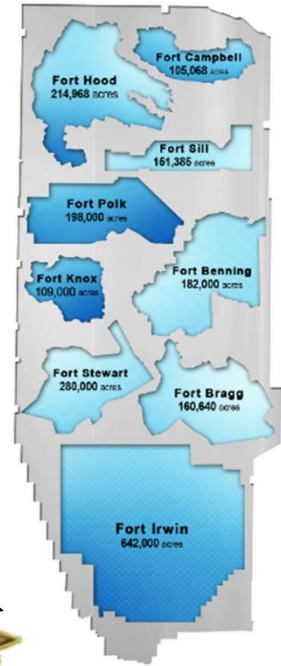 Fort Campbell
105,068 acres
Fort Hood
214,968 acres
Fort Sill
151,385 acres
Fort Polk
198,000 acres
Fort Benning
182,000 acres
Fort Knox
109,000 acres
Fort Stewart
280,000 acres
Fort Bragg
160,640 acres
Fort Irwin
642,000 acres